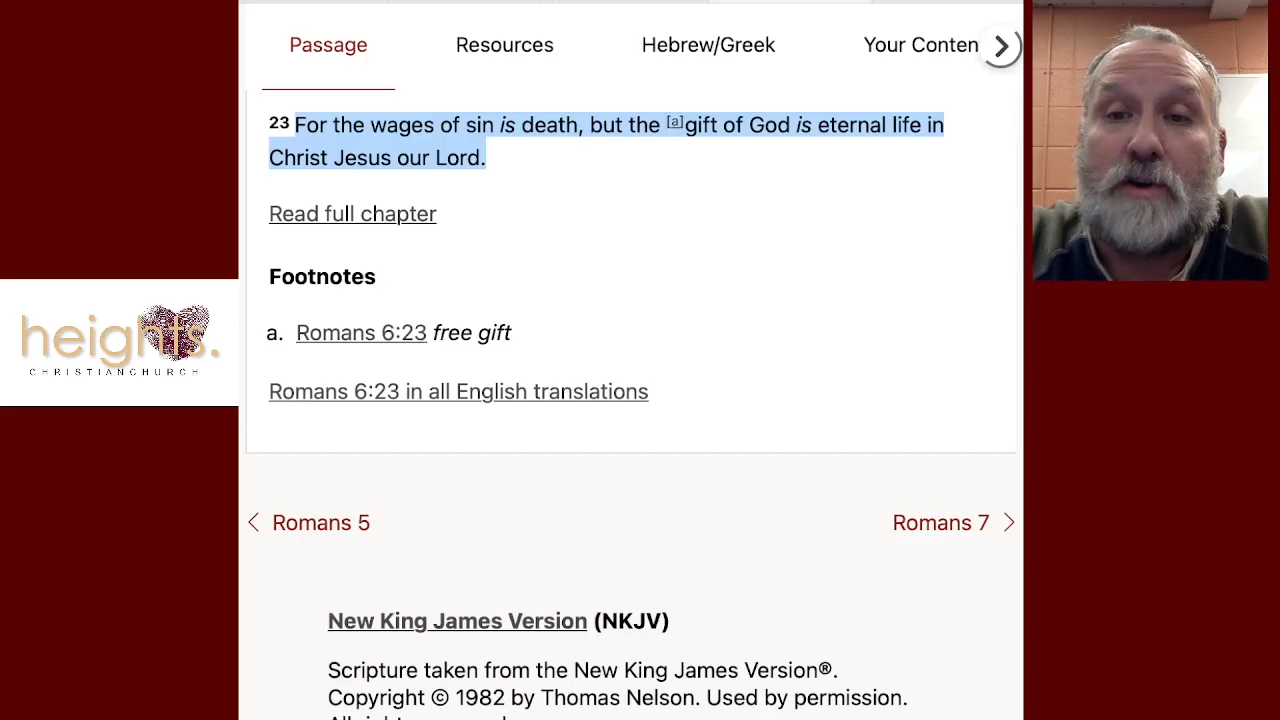 Passage
Resources
Hebrew/Greek
Your Conten
23 For the wages of sin is death, but the [a]gift of God is eternal life in
Christ Jesus our Lord.
Read full chapter
Footnotes
a. Romans 6:23 free gift
Romans 6:23 in all English translations
heights.
CHRISTIANCHURCH
Romans 5
Romans 7
New King James Version (NKJV)
Scripture taken from the New King James Version®.
Copyright © 1982 by Thomas Nelson. Used by permission.